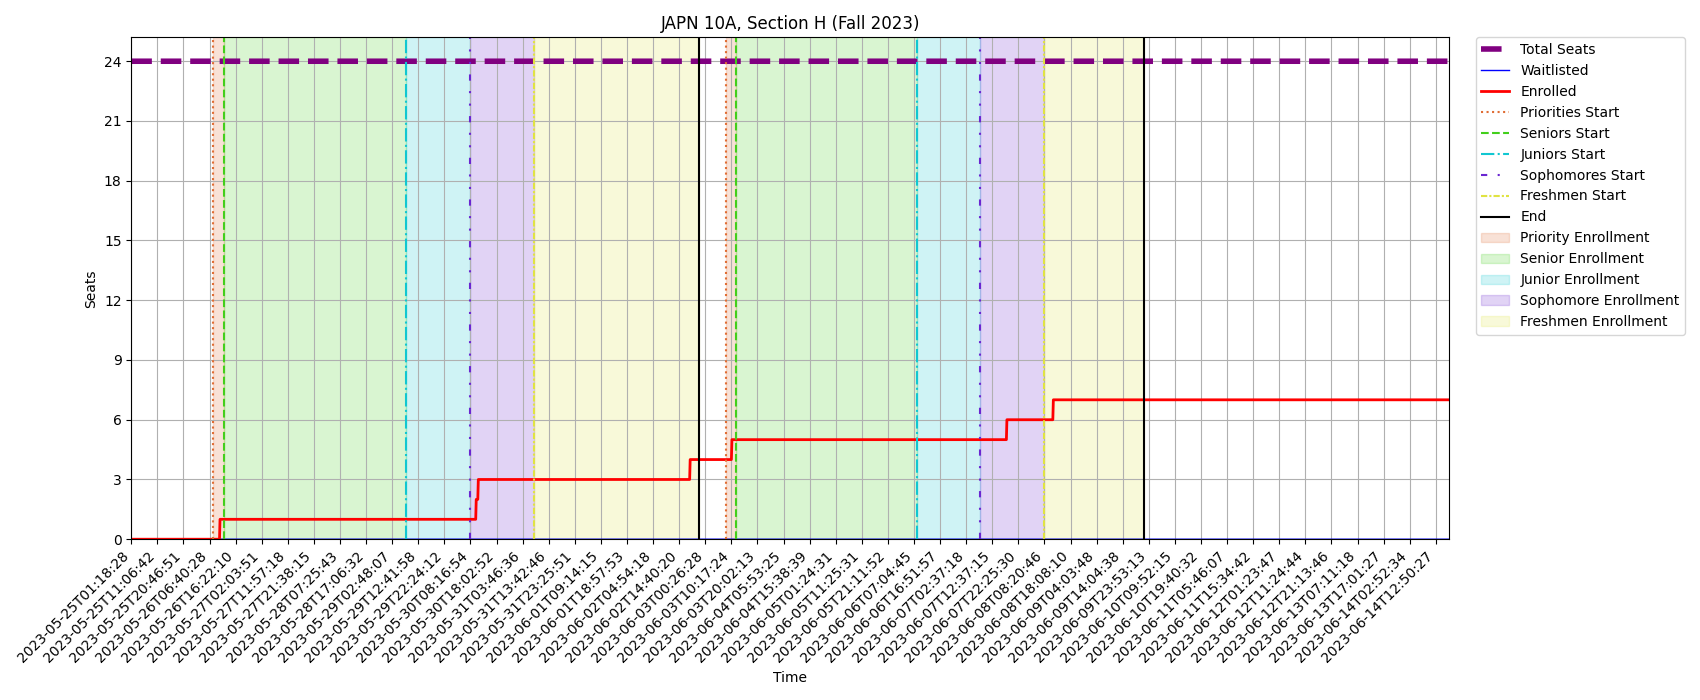 JAPN 10A, Section H (Fall 2023)
Seats
24
21
18
15
12
9
6
3
0
2023-05-25T01:18:28
2023-05-25T11:06:42
2023-05-25T20:46:51
2023-05-26T06:40:28
2023-05-26T16:22:10
2023-05-27T02:03:51
2023-05-27T11:57:18
2023-05-27T21:38:15
2023-05-28T07:25:43
2023-05-28T17:06:32
2023-05-29T02:48:07
2023-05-29T12:41:58
2023-05-29T22:24:12
2023-05-30T08:16:54
2023-05-30T18:02:52
2023-05-31T03:46:36
2023-05-31T13:42:46
2023-05-31T23:25:51
2023-06-01T09:14:15
2023-06-01T18:57:53
2023-06-02T04:54:18
2023-06-02T14:40:20
2023-06-03T00:26:28
2023-06-03T10:17:24
2023-06-03T20:02:13
2023-06-04T05:53:25
2023-06-04T15:38:39
2023-06-05T01:24:31
2023-06-05T11:25:31
2023-06-05T21:11:52
2023-06-06T07:04:45
2023-06-06T16:51:57
2023-06-07T02:37:18
2023-06-07T12:37:15
2023-06-07T22:25:30
2023-06-08T08:20:46
2023-06-08T18:08:10
2023-06-09T04:03:48
2023-06-09T14:04:38
2023-06-09T23:53:13
2023-06-10T09:52:15
2023-06-10T19:40:32
2023-06-11T05:46:07
2023-06-11T15:34:42
2023-06-12T01:23:47
2023-06-12T11:24:44
2023-06-12T21:13:46
2023-06-13T07:11:18
2023-06-13T17:01:27
2023-06-14T02:52:34
2023-06-14T12:50:27
Time
Total Seats
Waitlisted
Enrolled
Priorities Start
Seniors Start
Juniors Start
Sophomores Start
Freshmen Start
End
Priority Enrollment
Senior Enrollment
Junior Enrollment
Sophomore Enrollment
Freshmen Enrollment